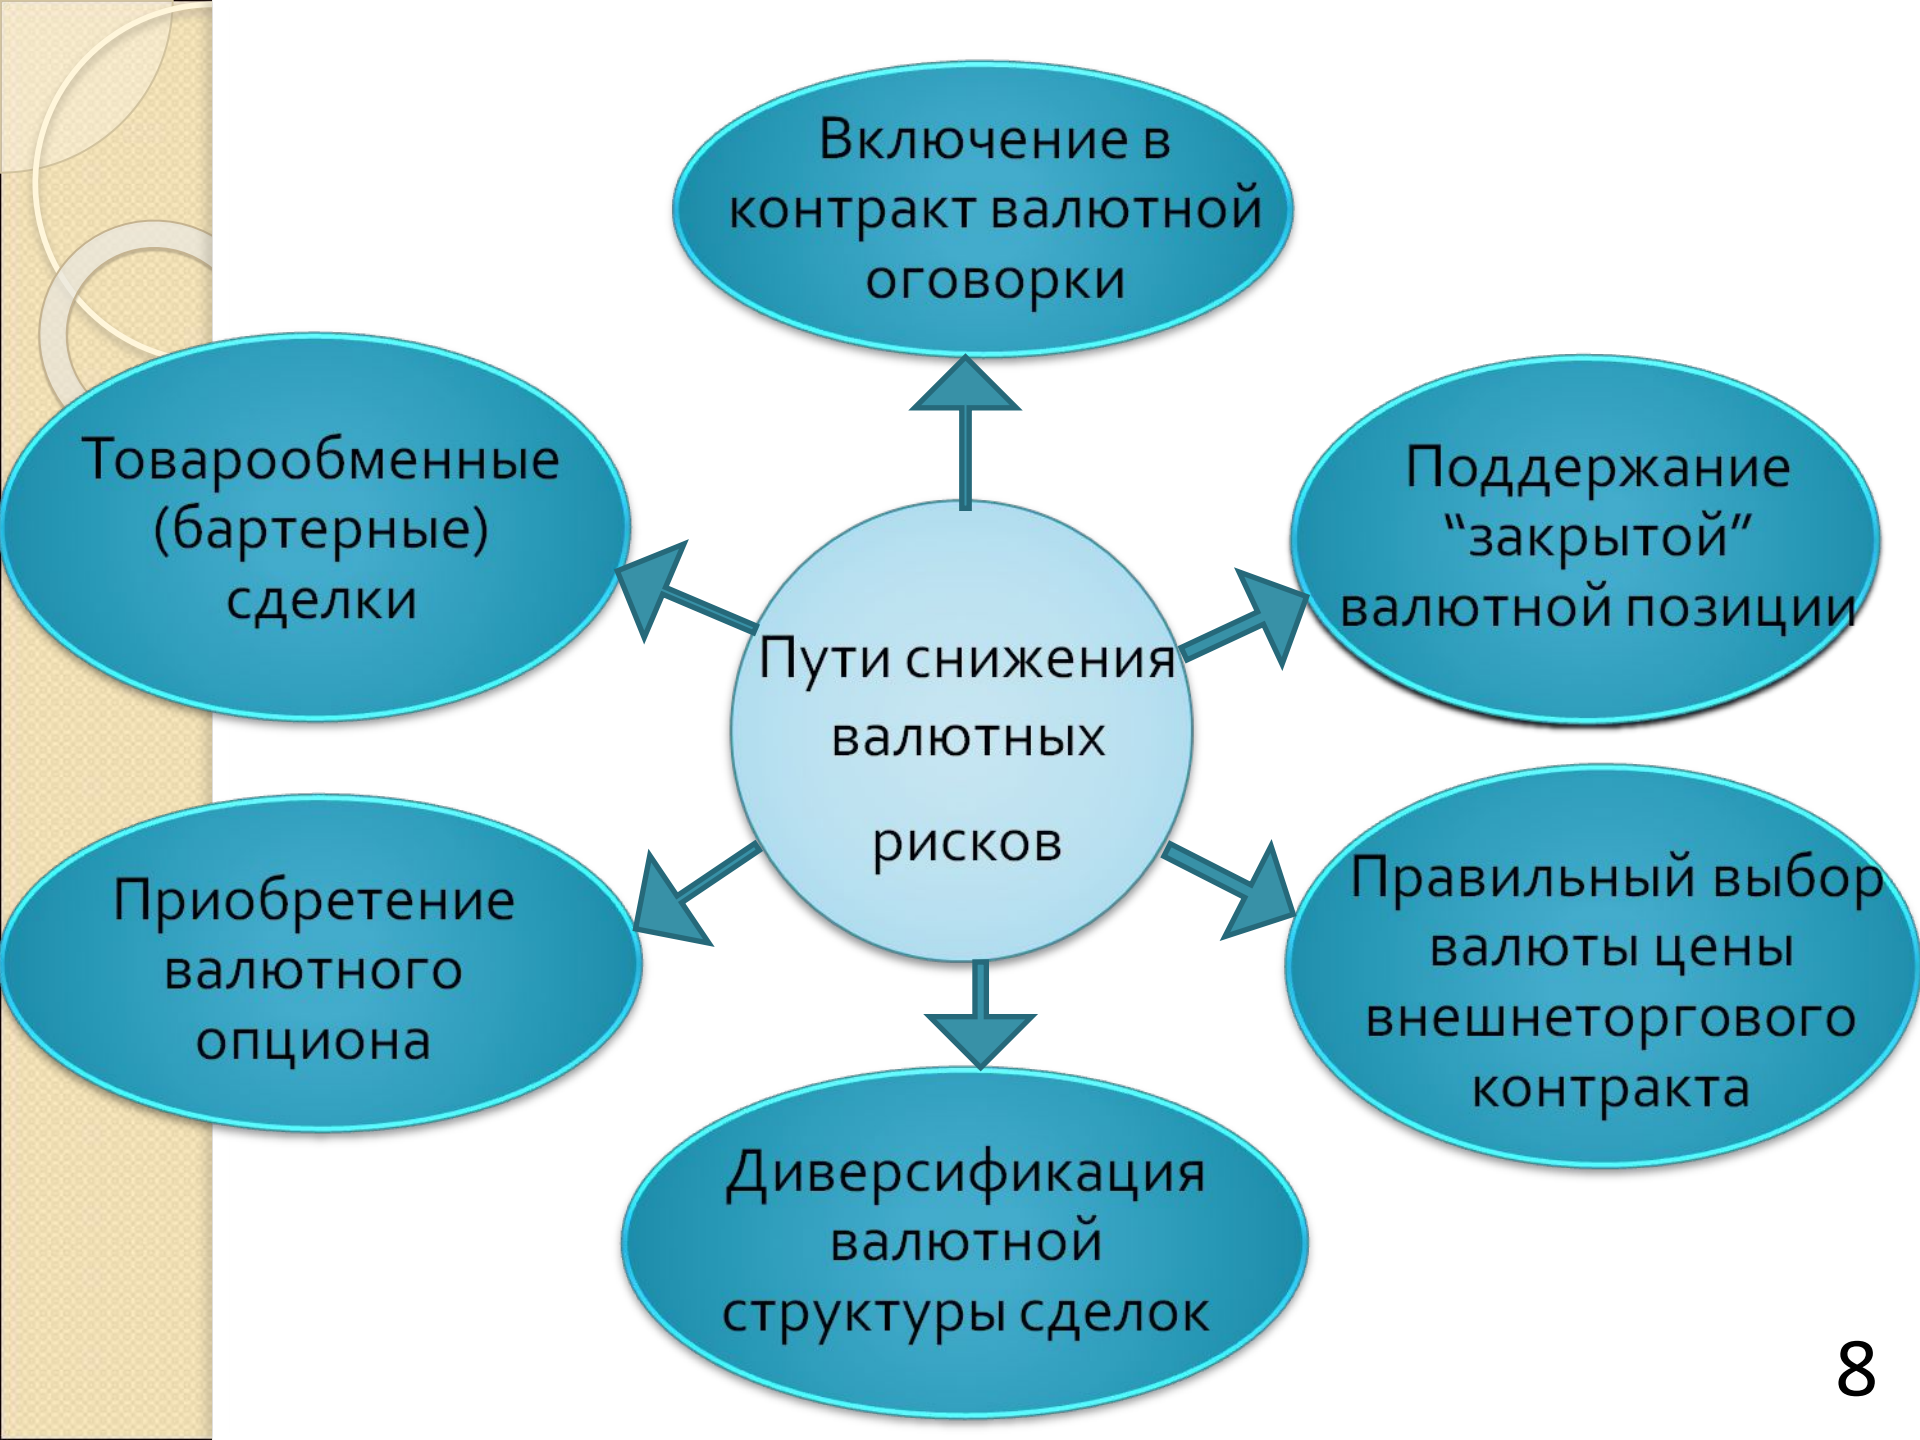 Включение в
контракт валютной
оговорки
Товарообменные
(бартерные)
сделки
Поддержание
“закрытой”
валютной позиции
Пути снижения
валютных
рисков
Приобретение
валютного
опциона
Правильный выбор
валюты цены
внешнеторгового
контракта
Диверсификация
валютной
структуры сделок
8